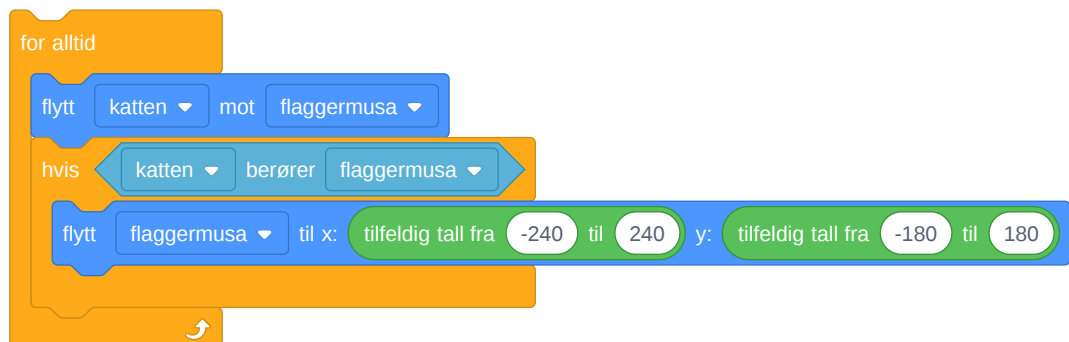 for alltid
flytt katten mot flaggermusa
hvis katten berører flaggermusa
flytt flaggermusa til x: tilfeldig tall fra -240 til 240 y: tilfeldig tall fra -180 til 180